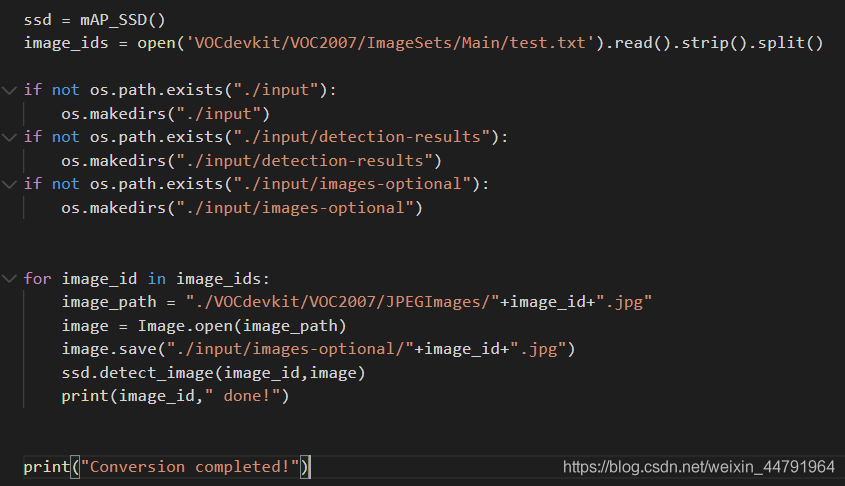 ssd = mAP_SSD()
image_ids = open('VOCdevkit/VOC2007/ImageSets/Main/test.txt').read().strip().split()
if not os.path.exists("./input"):
    os.makedirs("./input")
if not os.path.exists("./input/detection-results"):
    os.makedirs("./input/detection-results")
if not os.path.exists("./input/images-optional"):
    os.makedirs("./input/images-optional")
for image_id in image_ids:
    image_path = "./VOCdevkit/VOC2007/JPEGImages/"+image_id+".jpg"
    image = Image.open(image_path)
    image.save("./input/images-optional/"+image_id+".jpg")
    ssd.detect_image(image_id,image)
    print(image_id," done!")
print("Conversion completed!")
https://blog.csdn.net/weixin_44791964